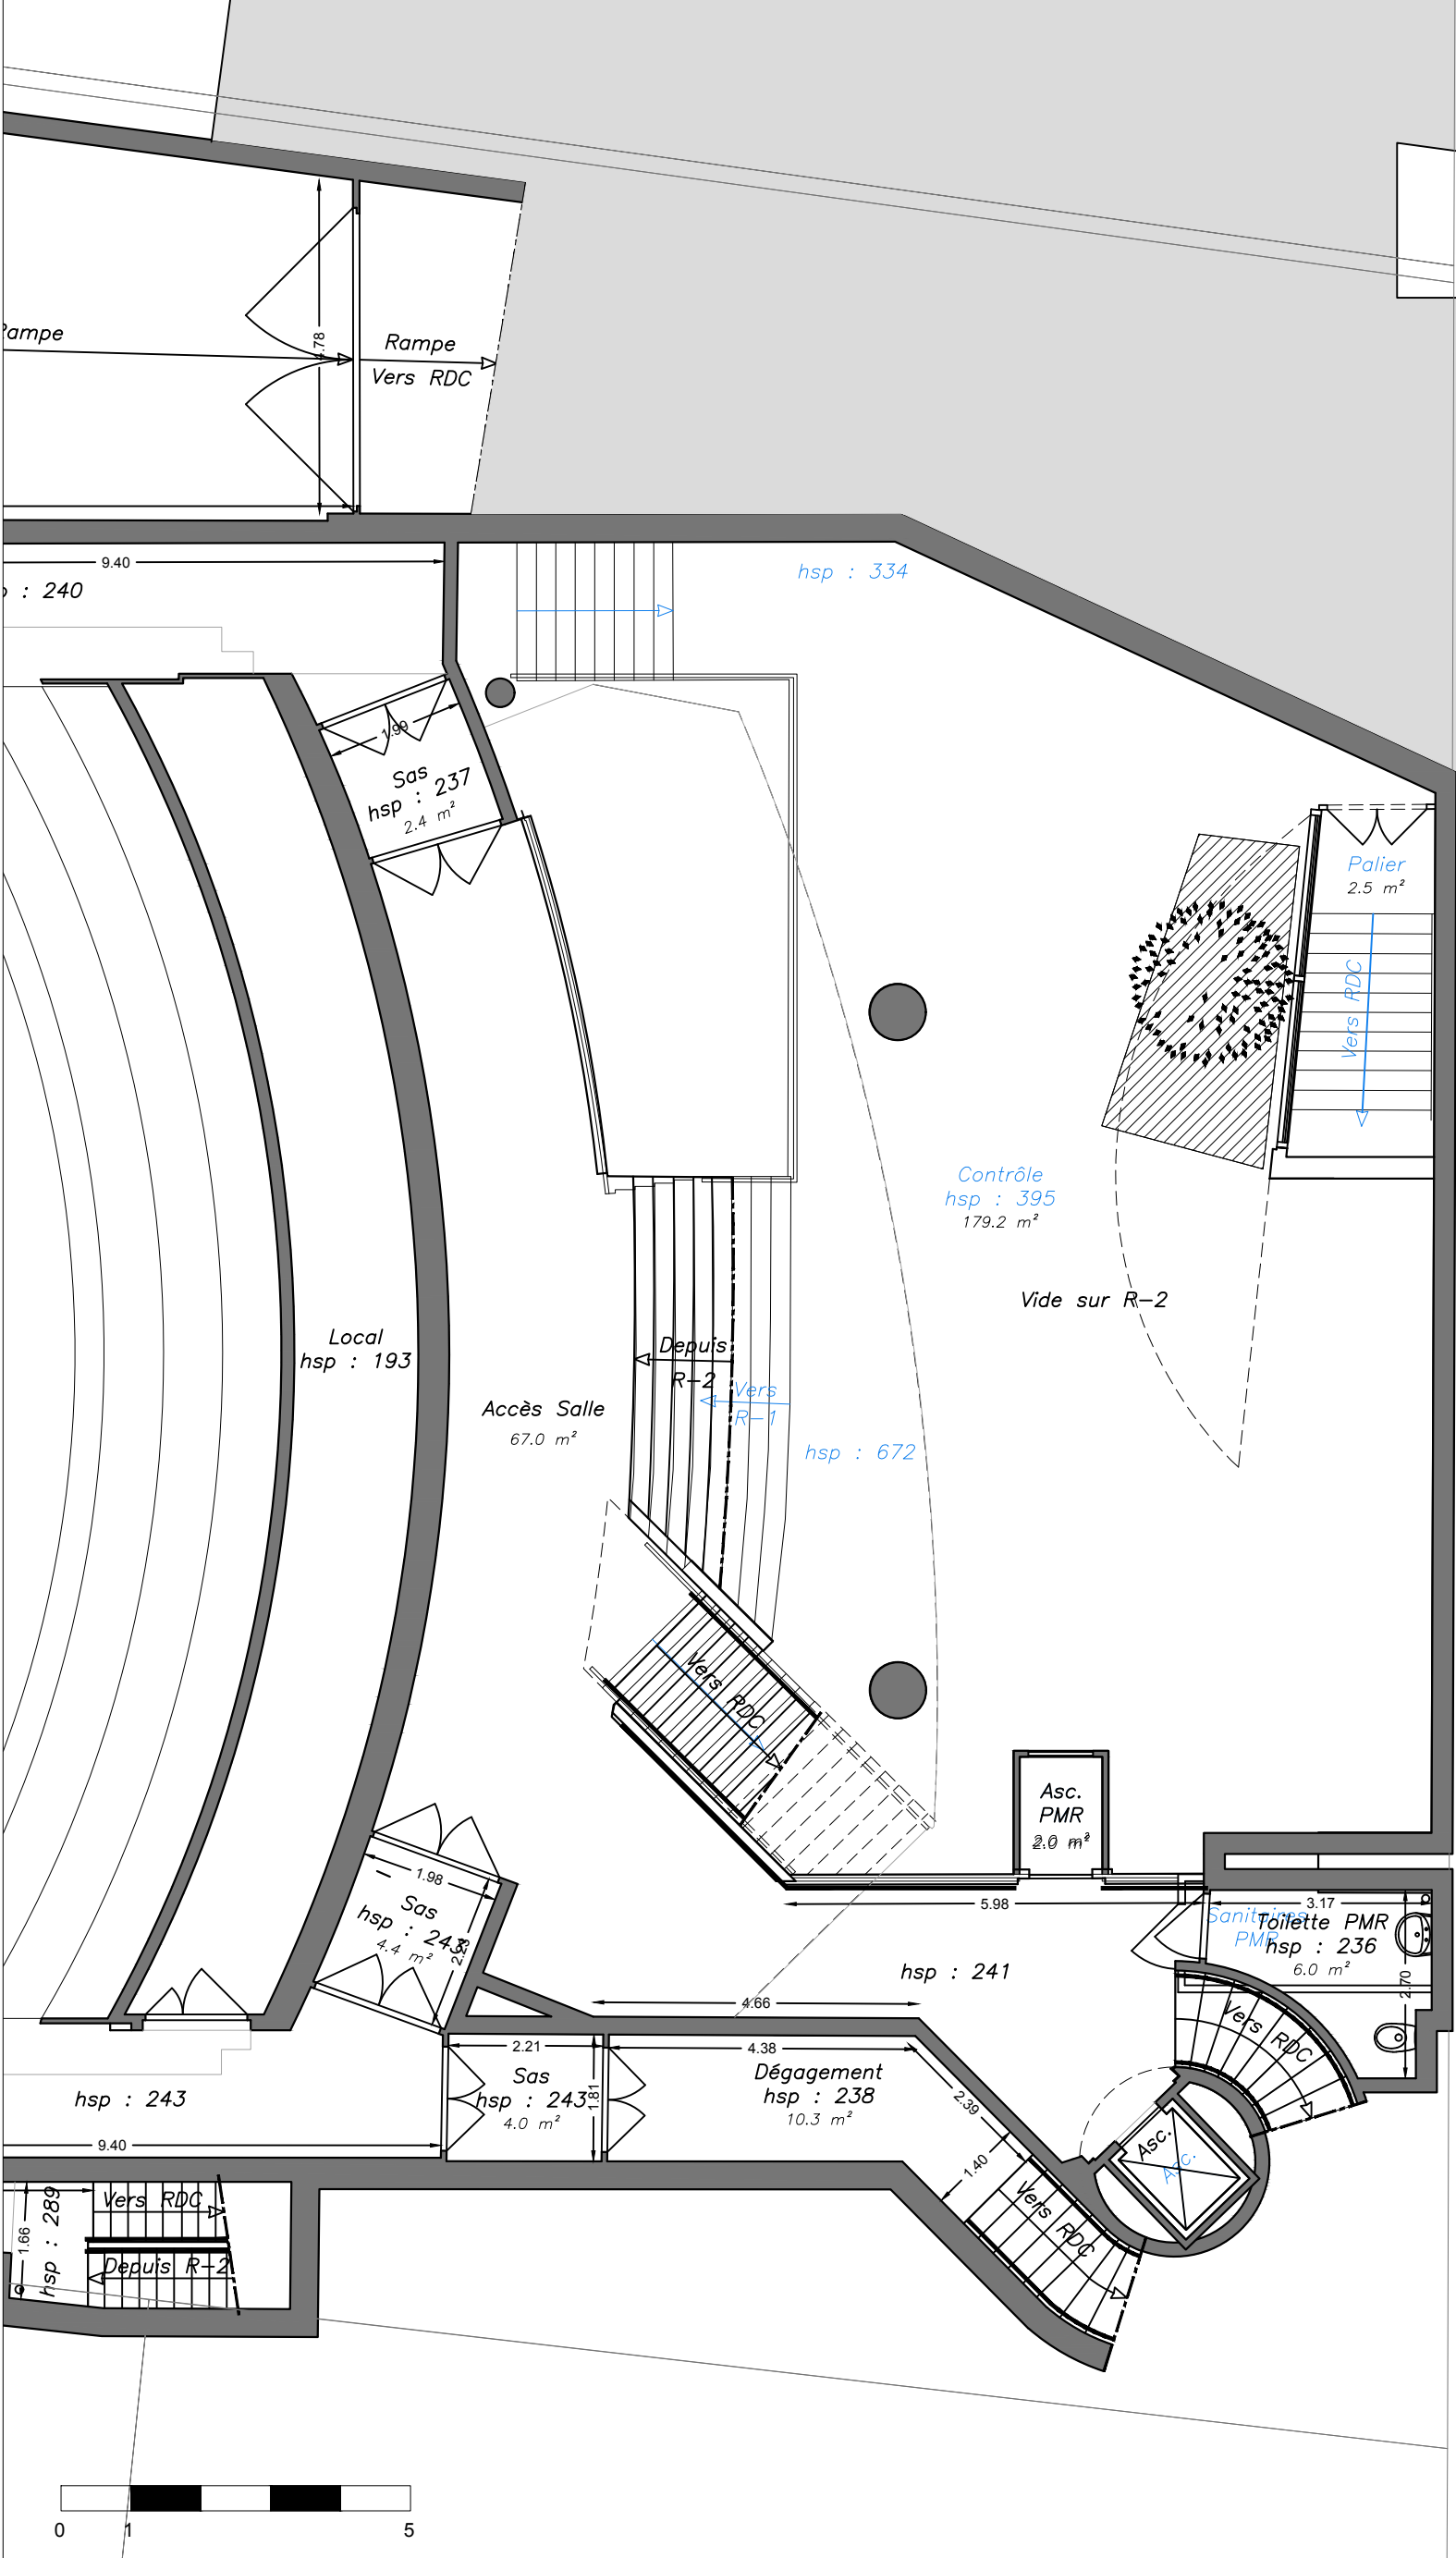 4.78
Rampe
Vers RDC
9.40
: 240
hsp : 334
1.99
Sas
hsp : 237
2.4 m²
Palier
2.5 m²
Vers RDC
Contrôle
hsp : 395
179.2 m²
Vide sur R-2
Local
hsp : 193
Depuis
R-2
Vers
R-1
Accès Salle
67.0 m²
hsp : 672
Vers RDC
Asc.
PMR
2.0 m²
1.98
Sas
hsp : 243
4.4 m²
5.98
3.17
Sanitaires
PMR
Toilette PMR
hsp : 236
6.0 m²
2.70
hsp : 241
4.66
Vers RDC
2.21
4.38
Sas
hsp : 243
4.0 m²
1.81
Dégagement
hsp : 238
10.3 m²
2.39
1.40
hsp : 243
9.40
Asc.
Asc.
Vers RDC
1.66
hsp : 289
Vers RDC
Depuis R-2
0
1
5